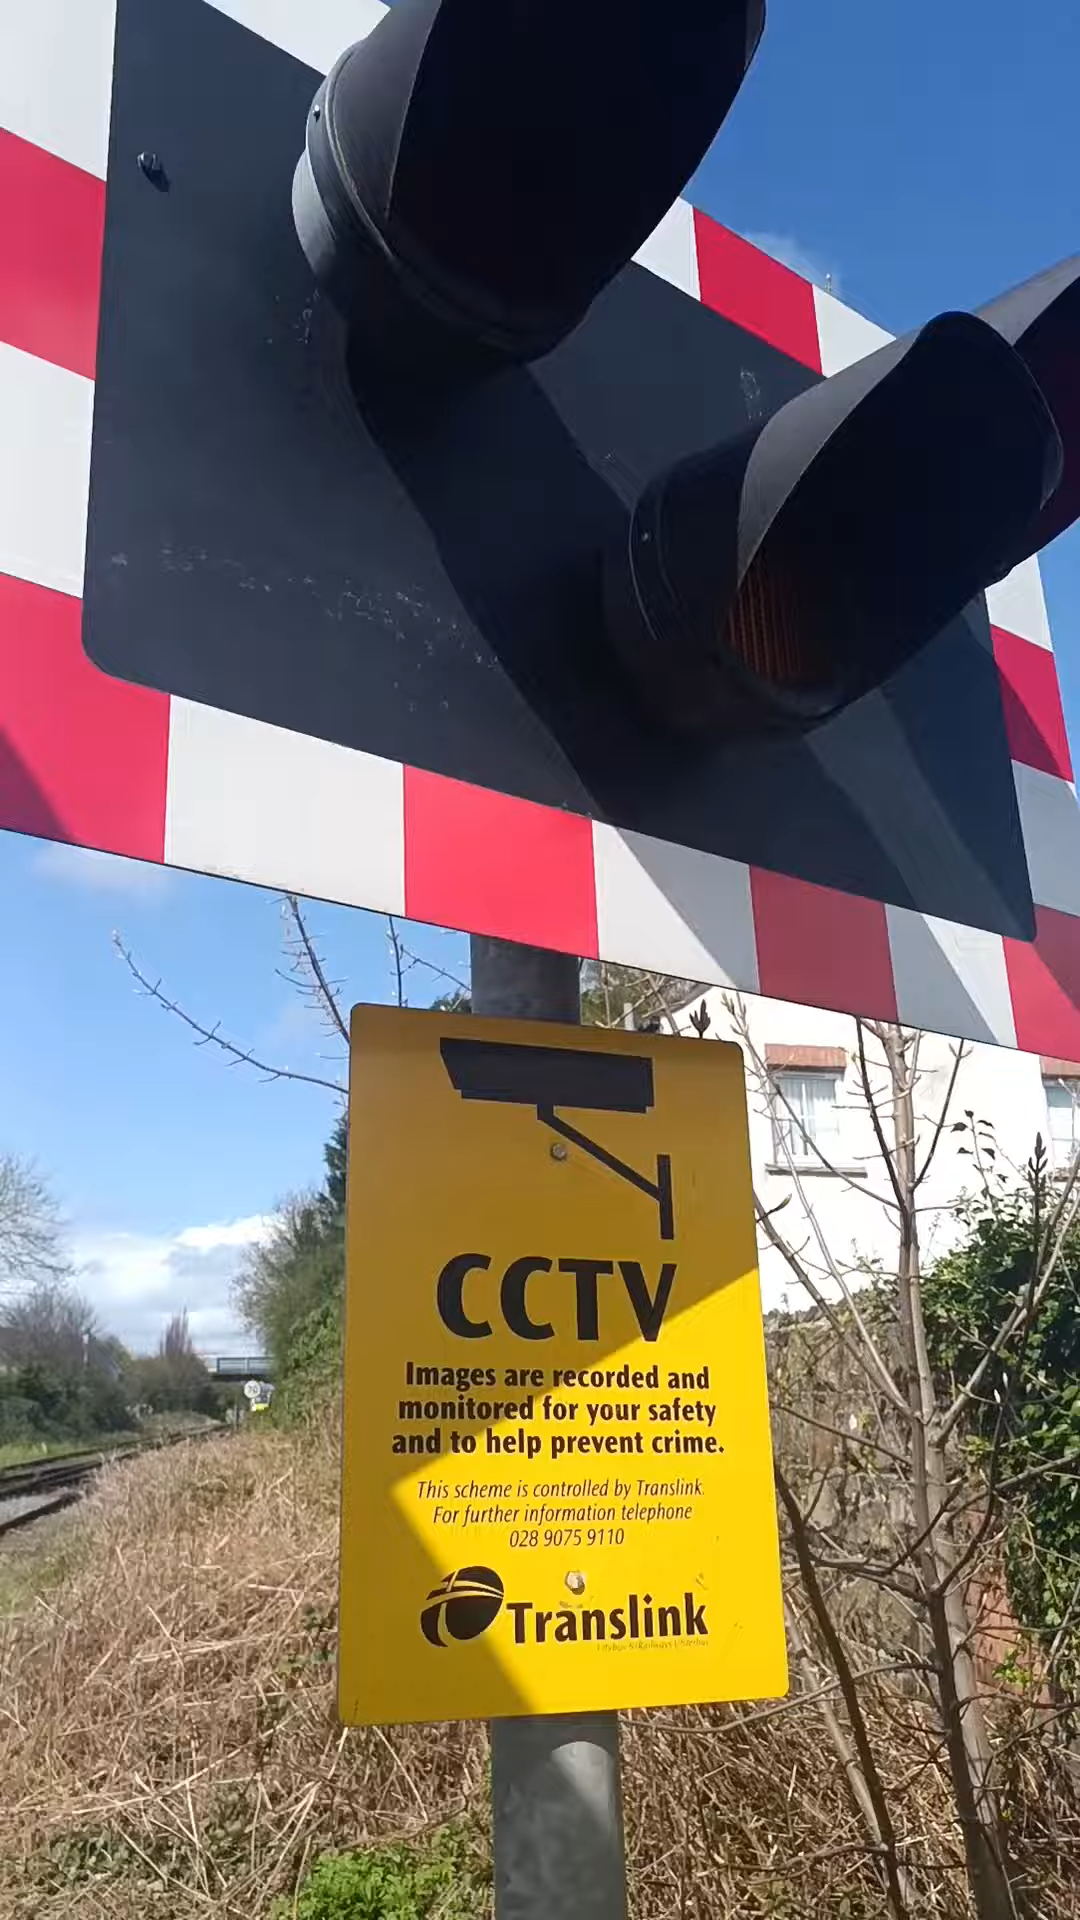 CCTV
Images are recorded and
monitored for your safety
and to help prevent crime.
This scheme is controlled by Translink.
For further information telephone
028 9075 9110
Translink
70